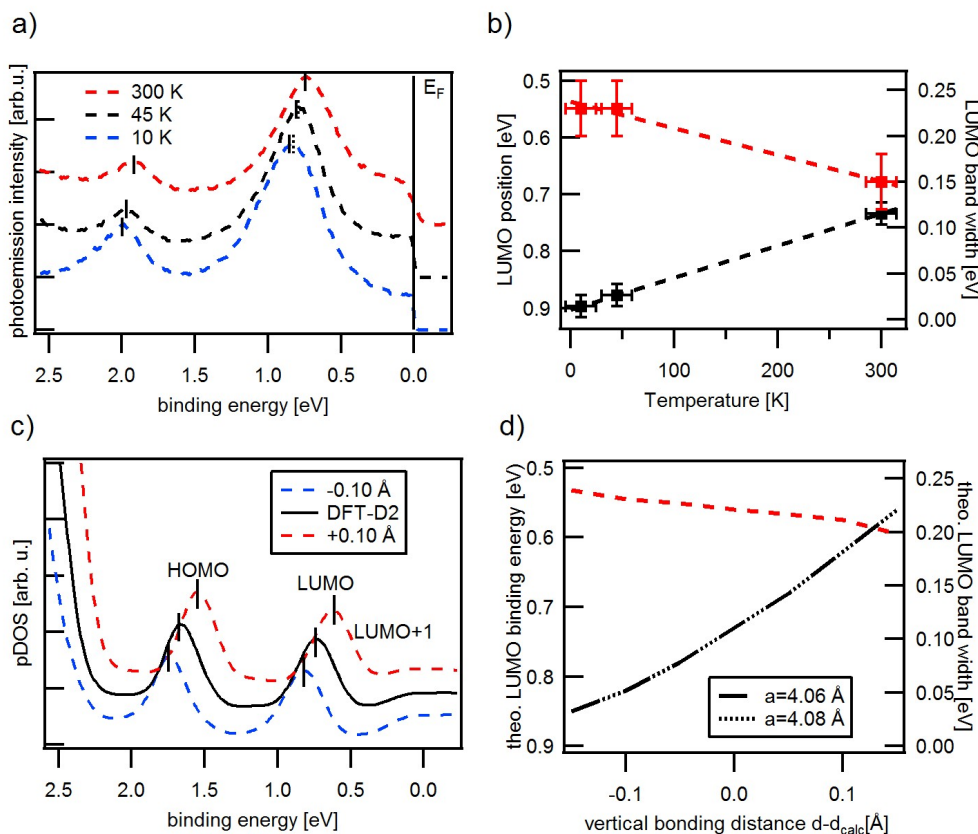 a)
300 K
45 K
10 K
E_F
photoemission intensity [arb.u.]
2.5 2.0 1.5 1.0 0.5 0.0
binding energy [eV]
b)
0.5
0.6
0.7
0.8
0.9
LUMO position [eV]
0.25
0.20
0.15
0.10
0.05
0.00
LUMO band width [eV]
0 100 200 300
Temperature [K]
c)
-0.10 Å
DFT-D2
+0.10 Å
HOMO
LUMO
LUMO+1
pDOS [arb. u.]
2.5 2.0 1.5 1.0 0.5 0.0
binding energy [eV]
d)
0.5
0.6
0.7
0.8
0.9
theo. LUMO binding energy [eV]
0.25
0.20
0.15
0.10
0.05
0.00
theo. LUMO band width [eV]
a=4.06 Å
a=4.08 Å
-0.1 0.0 0.1
vertical bonding distance d-d_calc[Å]